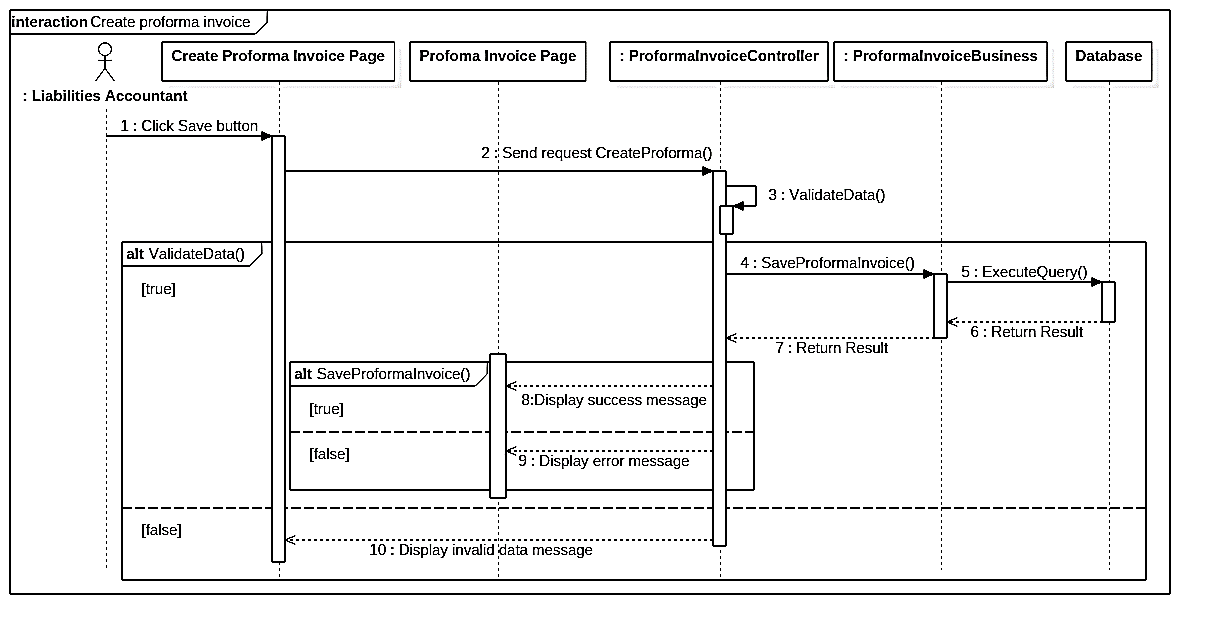 interaction Create proforma invoice
Create Proforma Invoice Page
Profoma Invoice Page
: ProformaInvoiceController
: ProformaInvoiceBusiness
Database
: Liabilities Accountant
1 : Click Save button
2 : Send request CreateProforma()
3 : ValidateData()
alt ValidateData()
4 : SaveProformaInvoice()
5 : ExecuteQuery()
[true]
6 : Return Result
7 : Return Result
alt SaveProformaInvoice()
8:Display success message
[true]
[false]
9 : Display error message
[false]
10 : Display invalid data message